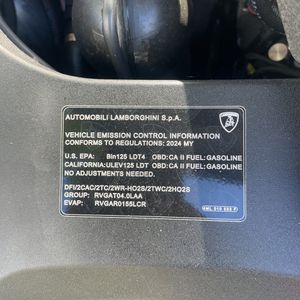 AUTOMOBILI LAMBORGHINI S.p.A.
VEHICLE EMISSION CONTROL INFORMATION
CONFORMS TO REGULATIONS: 2024 MY
U.S. EPA: Bin125 LDT4 OBD: CA II FUEL: GASOLINE
CALIFORNIA: ULEV125 LDT OBD: CA II FUEL: GASOLINE
NO ADJUSTMENTS NEEDED.
DFI/2CAC/2TC/2WR-HO2S/2TWC/2HO2S
GROUP: RVGAT04.0LAA
EVAP: RVGAR0155LCR